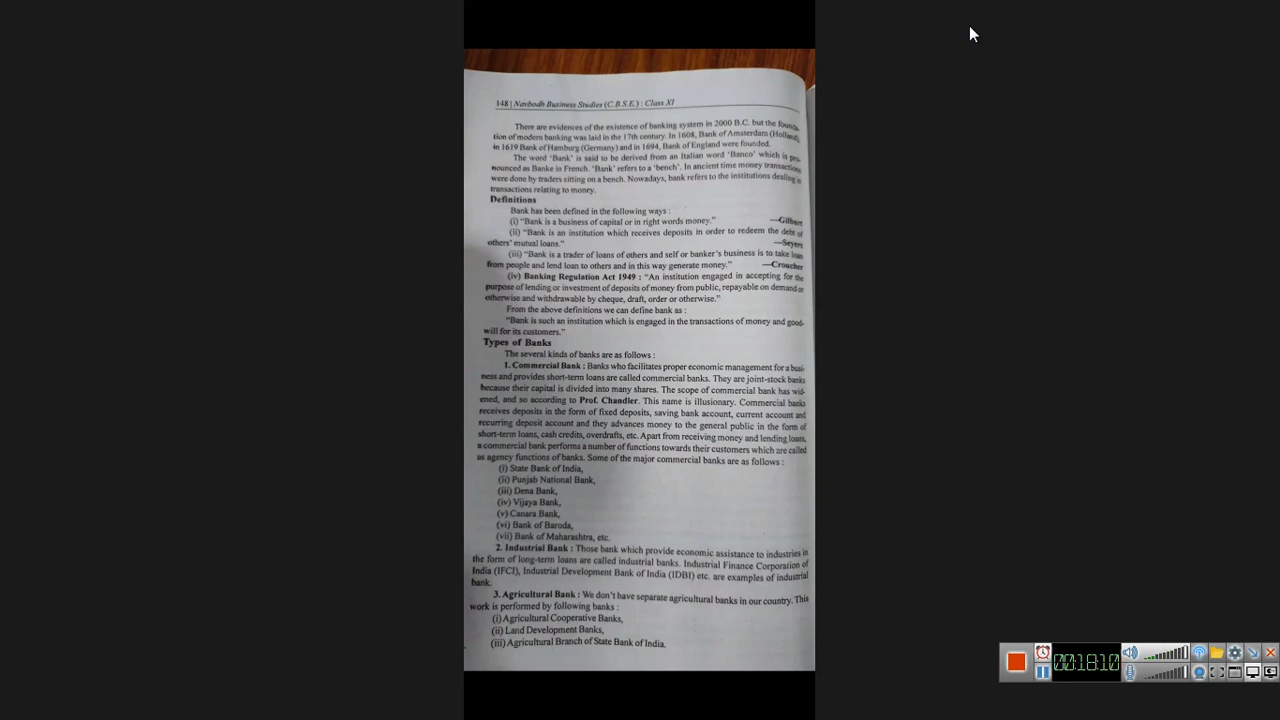 148 | Navbodh Business Studies (C.B.S.E.) : Class XI
There are evidences of the existence of banking system in 2000 B.C. but the founda-
tion of modern banking was laid in the 17th century. In 1608, Bank of Amsterdam (Holland),
in 1619 Bank of Hamburg (Germany) and in 1694, Bank of England were founded.
The word 'Bank' is said to be derived from an Italian word 'Banco' which is pro-
nounced as Banke in French. 'Bank' refers to a 'bench'. In ancient time money transactions
were done by traders sitting on a bench. Nowadays, bank refers to the institutions dealing in
transactions relating to money.
Definitions
Bank has been defined in the following ways :
(i) "Bank is a business of capital or in right words money." —Gilbert
(ii) "Bank is an institution which receives deposits in order to redeem the debt of
others' mutual loans." —Seyers
(iii) "Bank is a trader of loans of others and self or banker's business is to take loan
from people and lend loan to others and in this way generate money." —Croucher
(iv) Banking Regulation Act 1949 : "An institution engaged in accepting for the
purpose of lending or investment of deposits of money from public, repayable on demand or
otherwise and withdrawable by cheque, draft, order or otherwise."
From the above definitions we can define bank as :
"Bank is such an institution which is engaged in the transactions of money and good-
will for its customers."
Types of Banks
The several kinds of banks are as follows :
1. Commercial Bank : Banks who facilitates proper economic management for a busi-
ness and provides short-term loans are called commercial banks. They are joint-stock banks
because their capital is divided into many shares. The scope of commercial bank has wid-
ened, and so according to Prof. Chandler. This name is illusionary. Commercial banks
receives deposits in the form of fixed deposits, saving bank account, current account and
recurring deposit account and they advances money to the general public in the form of
short-term loans, cash credits, overdrafts, etc. Apart from receiving money and lending loans,
a commercial bank performs a number of functions towards their customers which are called
as agency functions of banks. Some of the major commercial banks are as follows :
(i) State Bank of India,
(ii) Punjab National Bank,
(iii) Dena Bank,
(iv) Vijaya Bank,
(v) Canara Bank,
(vi) Bank of Baroda,
(vii) Bank of Maharashtra, etc.
2. Industrial Bank : Those bank which provide economic assistance to industries in
the form of long-term loans are called industrial banks. Industrial Finance Corporation of
India (IFCI), Industrial Development Bank of India (IDBI) etc. are examples of industrial
bank.
3. Agricultural Bank : We don't have separate agricultural banks in our country. This
work is performed by following banks :
(i) Agricultural Cooperative Banks,
(ii) Land Development Banks,
(iii) Agricultural Branch of State Bank of India.
00:18:10